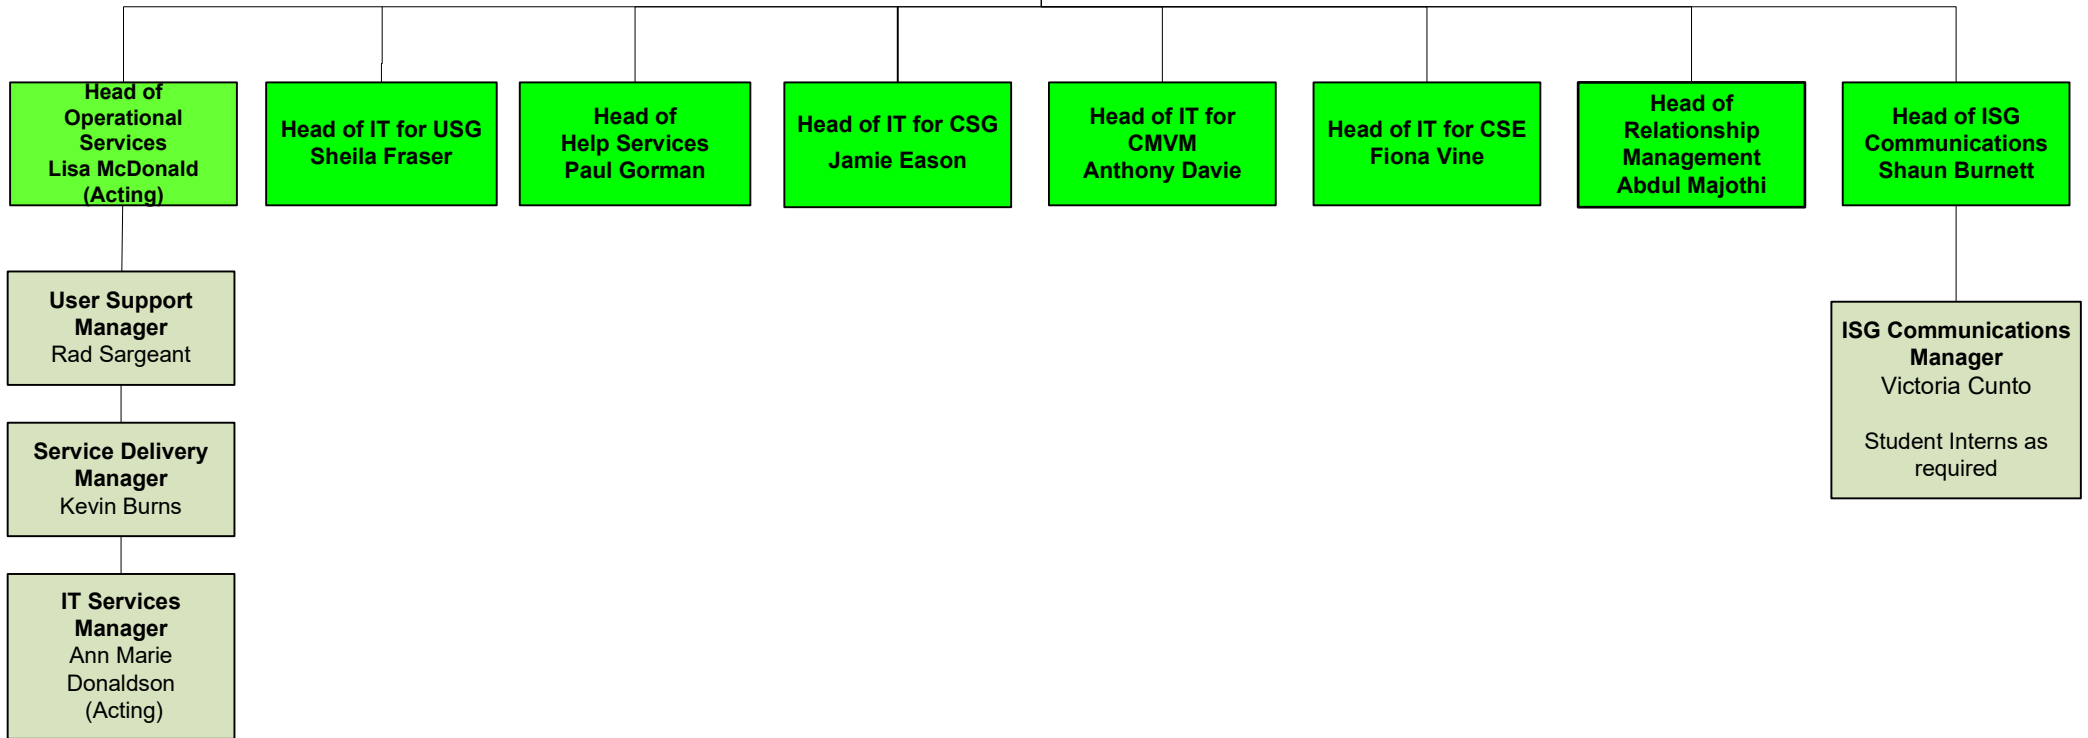 Head of
Operational
Services
Lisa McDonald
(Acting)
Head of IT for USG
Sheila Fraser
Head of
Help Services
Paul Gorman
Head of IT for CSG
Jamie Eason
Head of IT for
CMVM
Anthony Davie
Head of IT for CSE
Fiona Vine
Head of
Relationship
Management
Abdul Majothi
Head of ISG
Communications
Shaun Burnett
User Support
Manager
Rad Sargeant
Service Delivery
Manager
Kevin Burns
IT Services
Manager
Ann Marie
Donaldson
(Acting)
ISG Communications
Manager
Victoria Cunto
Student Interns as
required